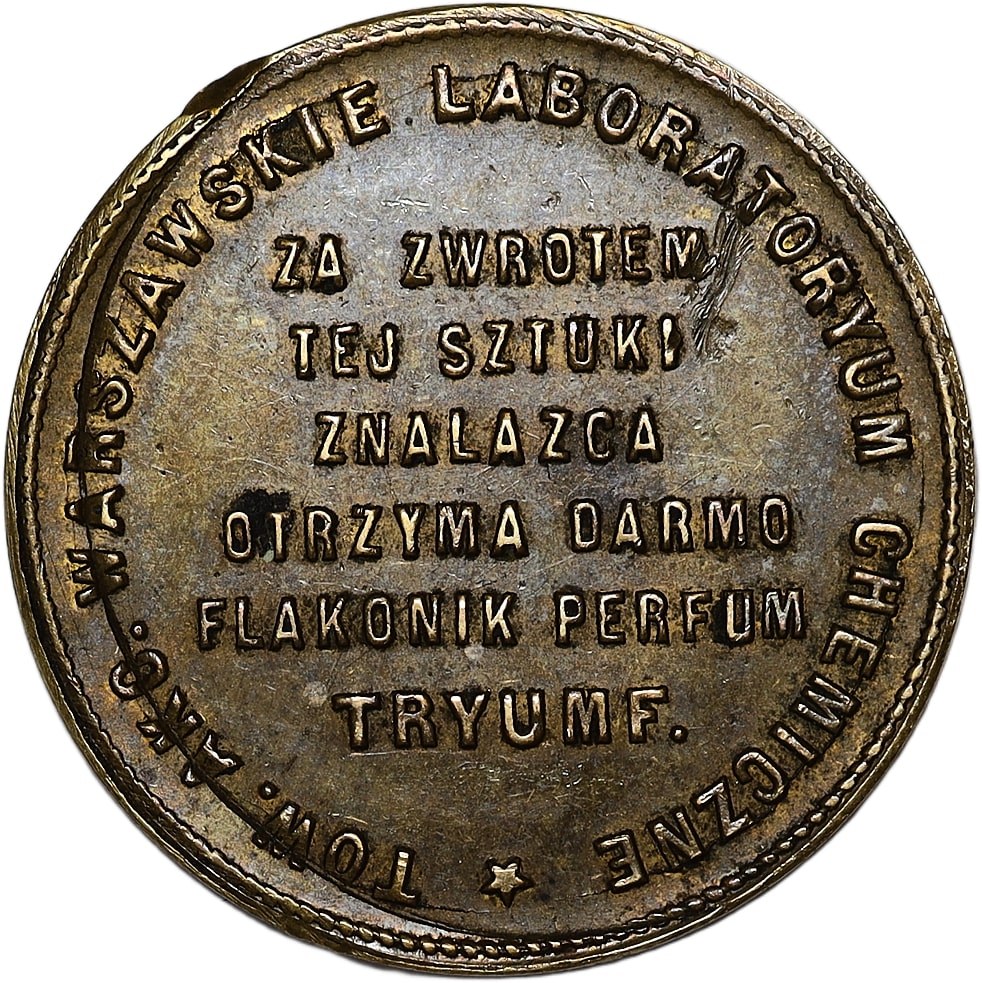 TOW. AKC. WARSZAWSKIE LABORATORYUM CHEMICZNE
ZA ZWROTEM
TEJ SZTUKI
ZNALAZCA
OTRZYMA DARMO
FLAKONIK PERFUM
TRYUMF.